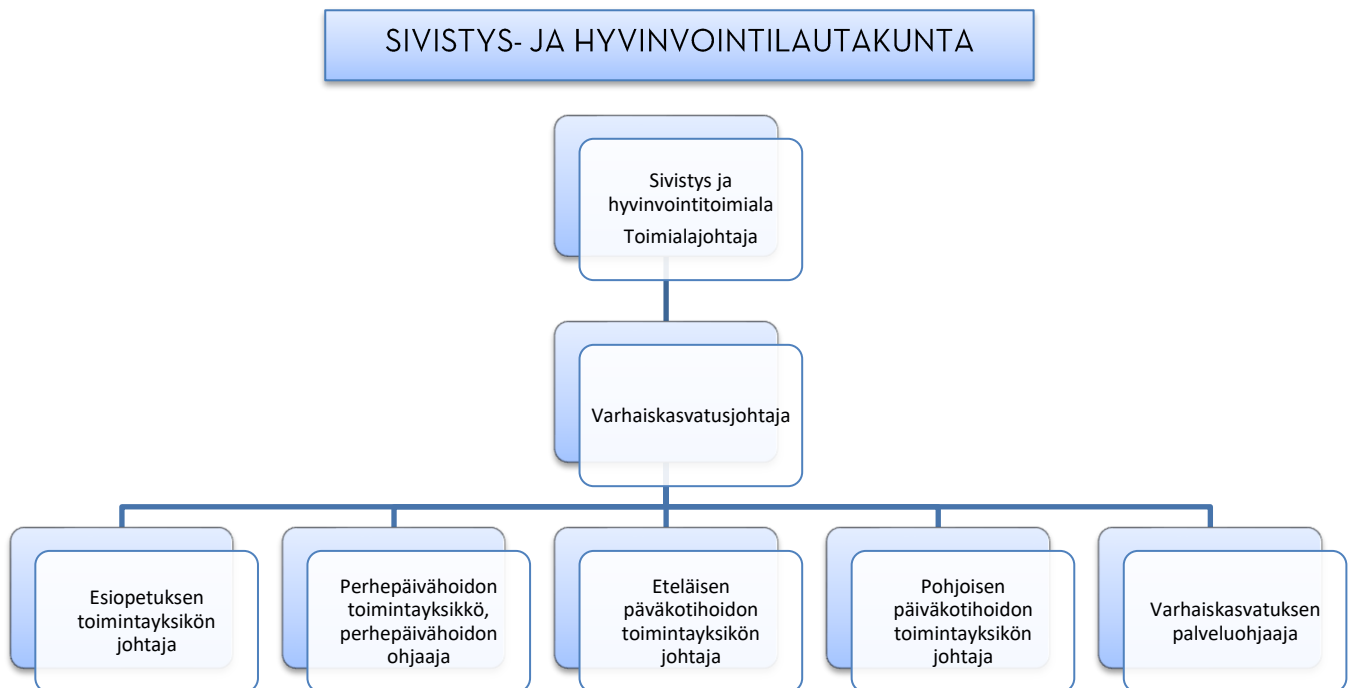 SIVISTYS- JA HYVINVOINTILAUTAKUNTA
Sivistys ja
hyvinvointitoimiala
Toimialajohtaja
Varhaiskasvatusjohtaja
Esiopetuksen
toimintayksikön
johtaja
Perhepäivähoidon
toimintayksikkö,
perhepäivähoidon
ohjaaja
Eteläisen
päväkotihoidon
toimintayksikön
johtaja
Pohjoisen
päiväkotihoidon
toimintayksikön
johtaja
Varhaiskasvatuksen
palveluohjaaja